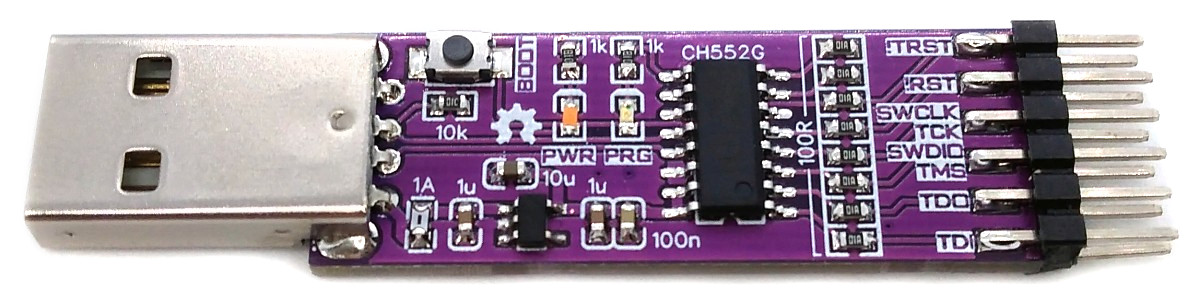 BOOT
1k
1k
CH552G
!TRST
!RST
SWCLK
TCK
SWDIO
TMS
TDO
TDI
10k
100R
PWR
PRG
10u
1A
1u
1u
100n